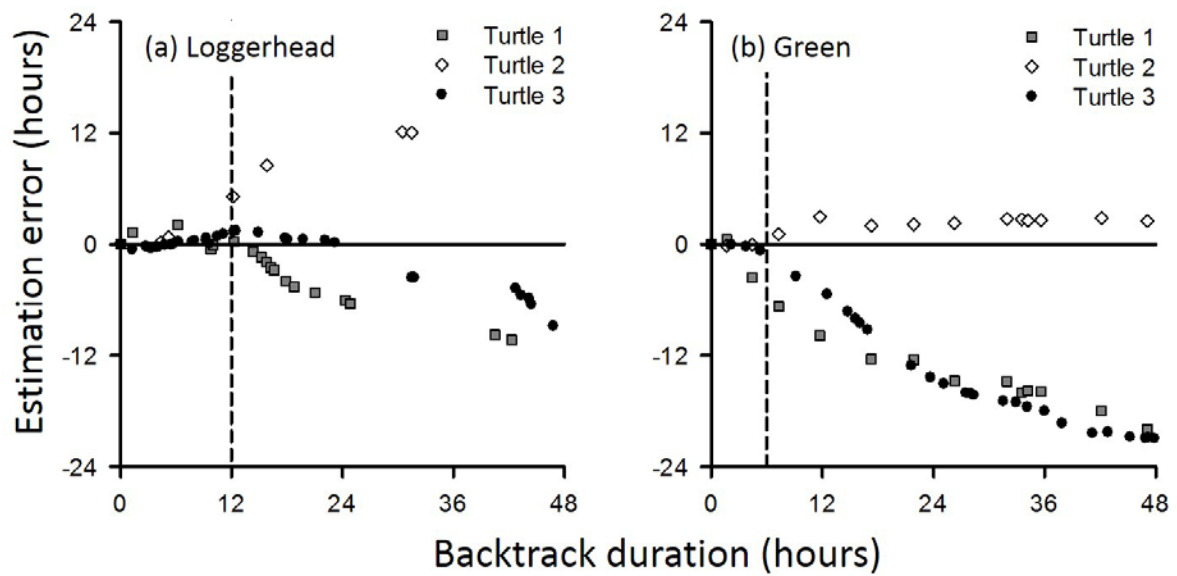 Estimation error (hours)
24
12
0
-12
-24
(a) Loggerhead
Turtle 1
Turtle 2
Turtle 3
0 12 24 36 48
24
12
0
-12
-24
(b) Green
Turtle 1
Turtle 2
Turtle 3
0 12 24 36 48
Backtrack duration (hours)